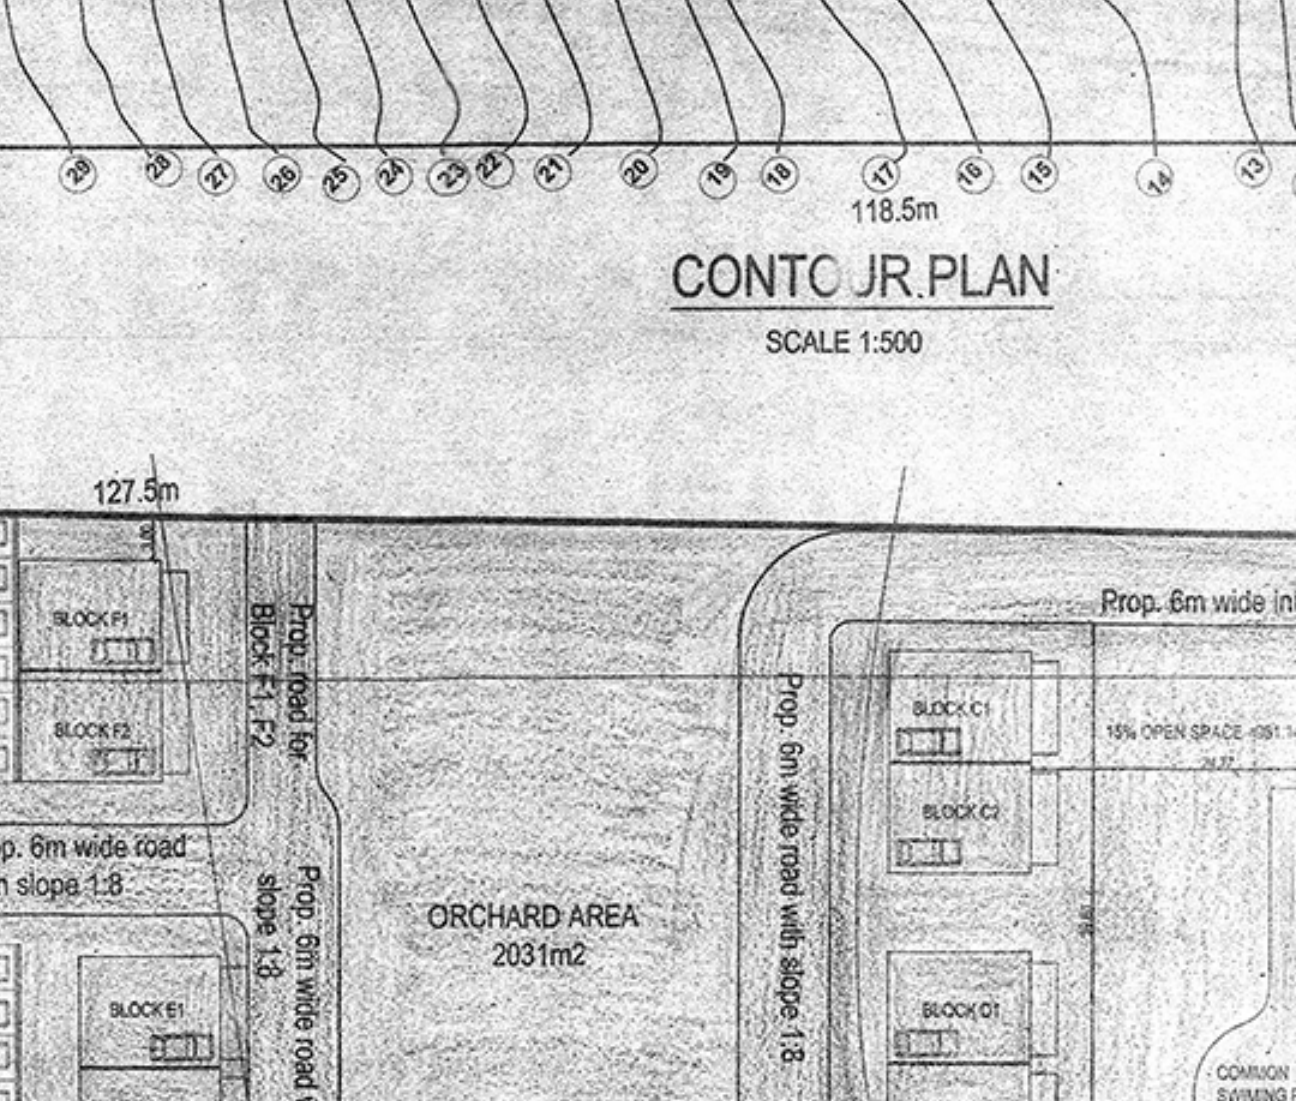 29 28 27 26 25 24 23 22 21 20 19 18 17 16 15 14 13
118.5m
CONTOUR.PLAN
SCALE 1:500
127.5m
BLOCK F1
BLOCK F2
Prop. road for
Block F1, F2
Prop. 6m wide
BLOCK C1
15% OPEN SPACE
BLOCK C2
Prop. 6m wide road with slope 1:8
p. 6m wide road
slope 1:8
Prop. 6m wide road
slope 1:8
ORCHARD AREA
2031m2
BLOCK E1
BLOCK D1
COMMON
SWIMING